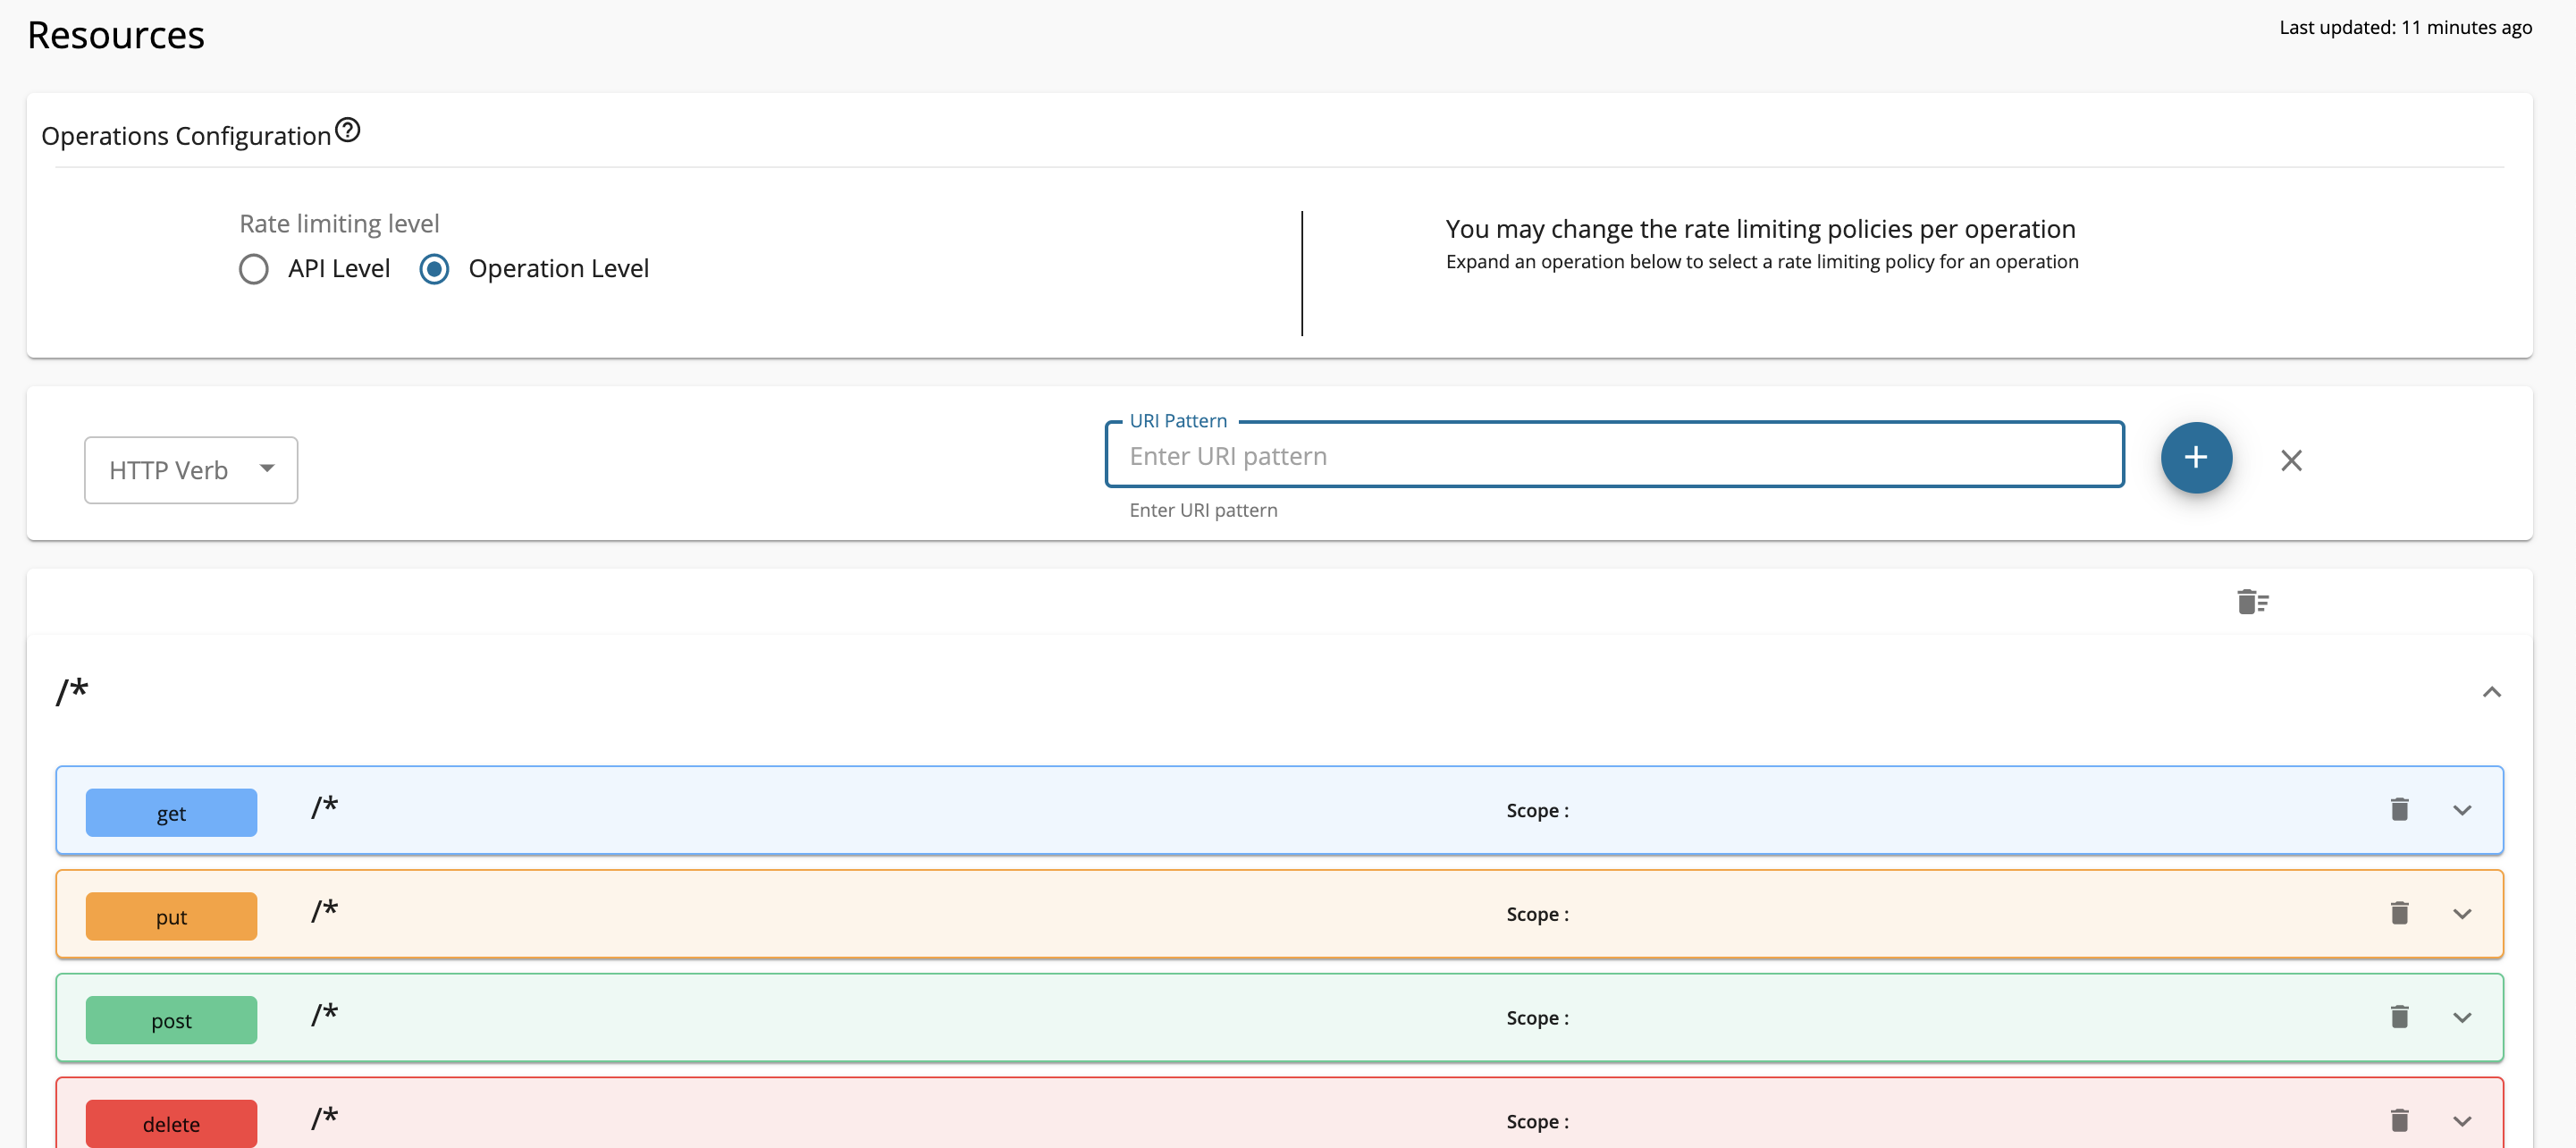 Resources
Last updated: 11 minutes ago
Operations Configuration
Rate limiting level
API Level
Operation Level
You may change the rate limiting policies per operation
Expand an operation below to select a rate limiting policy for an operation
HTTP Verb
URI Pattern
Enter URI pattern
Enter URI pattern
/*
get /* Scope :
put /* Scope :
post /* Scope :
delete /* Scope :